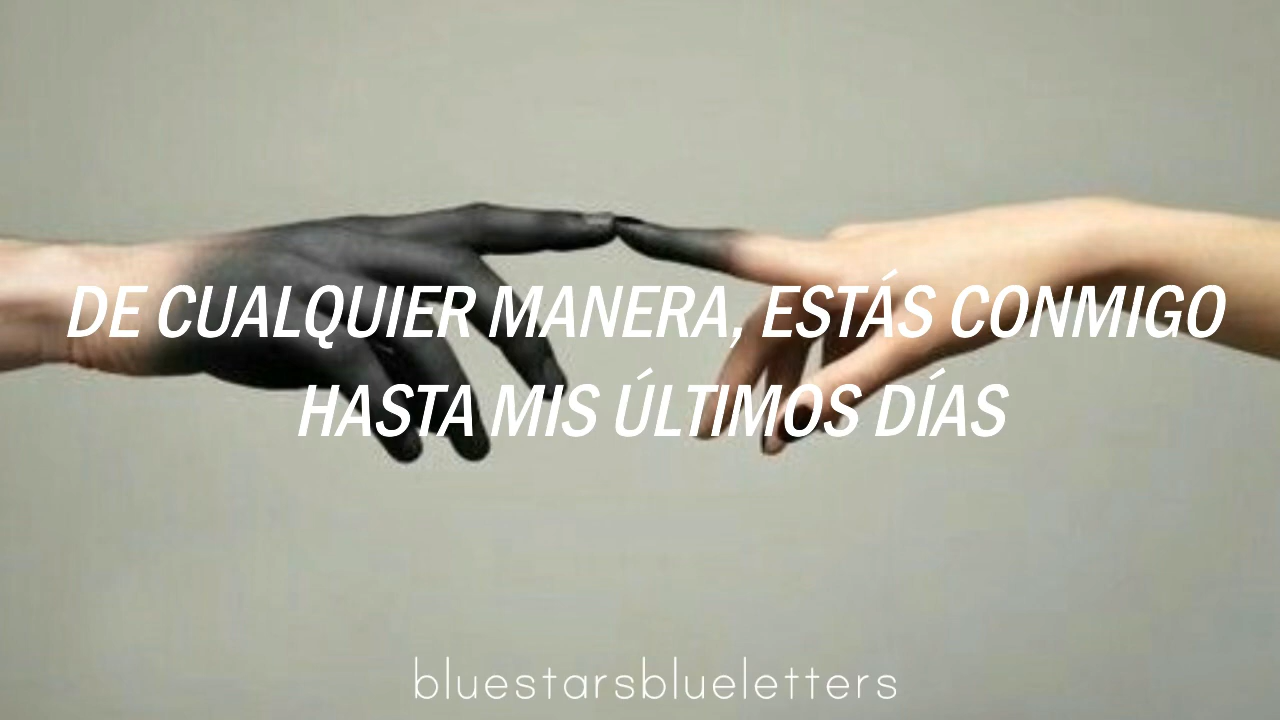 DE CUALQUIER MANERA, ESTÁS CONMIGO
HASTA MIS ÚLTIMOS DÍAS
bluestarsblueletters